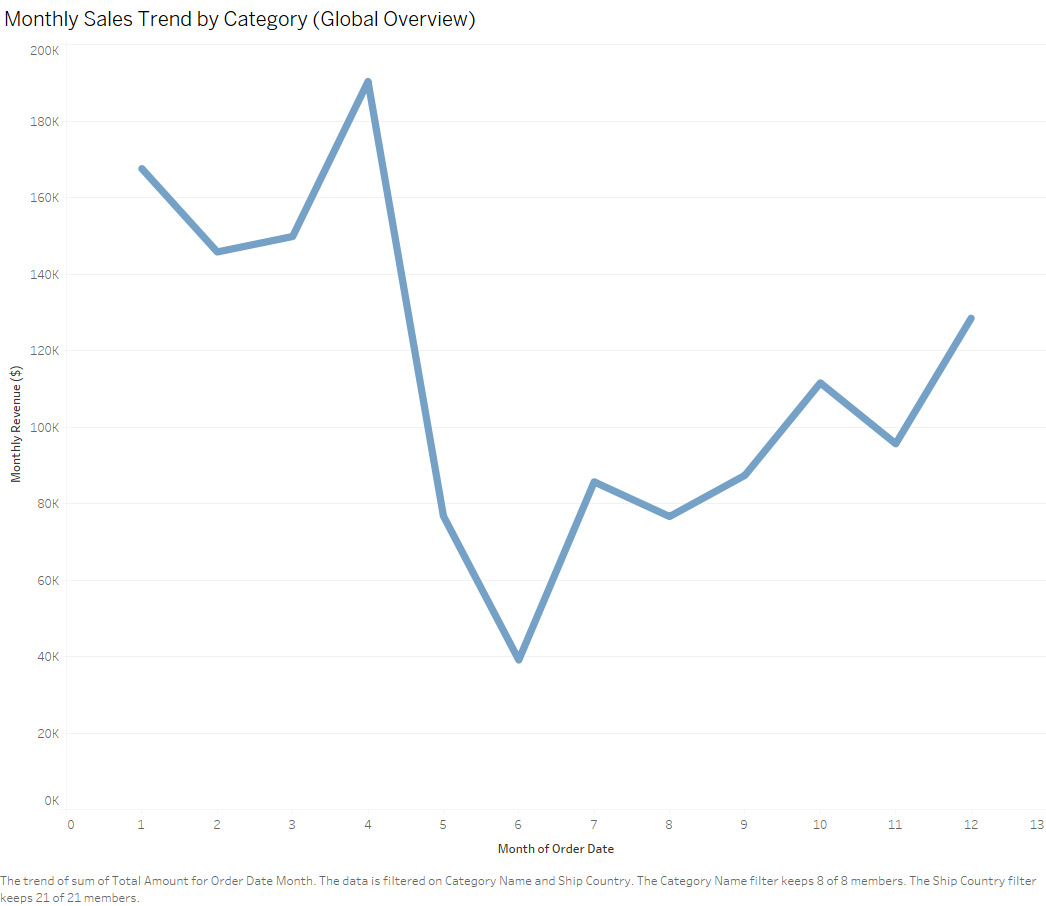 Monthly Sales Trend by Category (Global Overview)
200K
180K
160K
140K
120K
100K
80K
60K
40K
20K
0K
Monthly Revenue ($)
0 1 2 3 4 5 6 7 8 9 10 11 12 13
Month of Order Date
The trend of sum of Total Amount for Order Date Month. The data is filtered on Category Name and Ship Country. The Category Name filter keeps 8 of 8 members. The Ship Country filter
keeps 21 of 21 members.